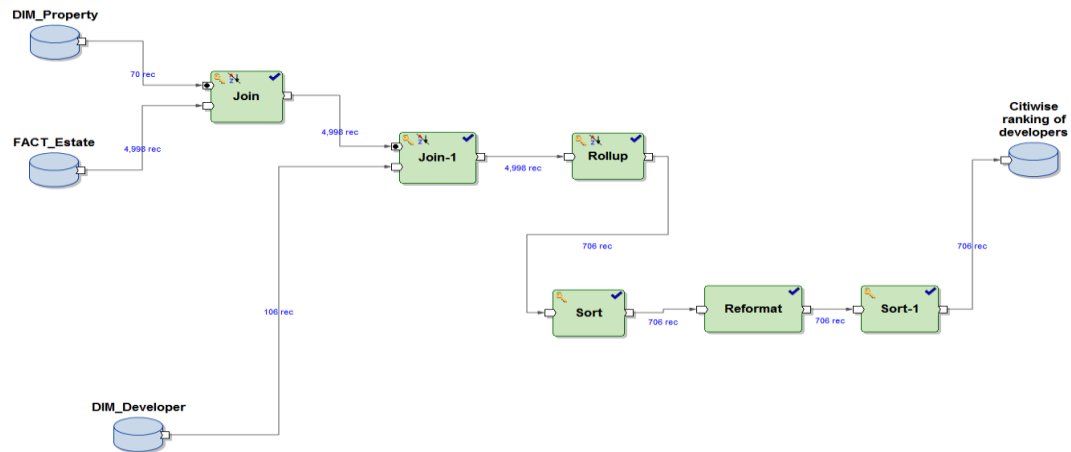 DIM_Property
70 rec
Join
FACT_Estate
4,998 rec
4,998 rec
Join-1
4,998 rec
Rollup
Citiwise
ranking of
developers
706 rec
106 rec
Sort
706 rec
Reformat
706 rec
Sort-1
706 rec
DIM_Developer